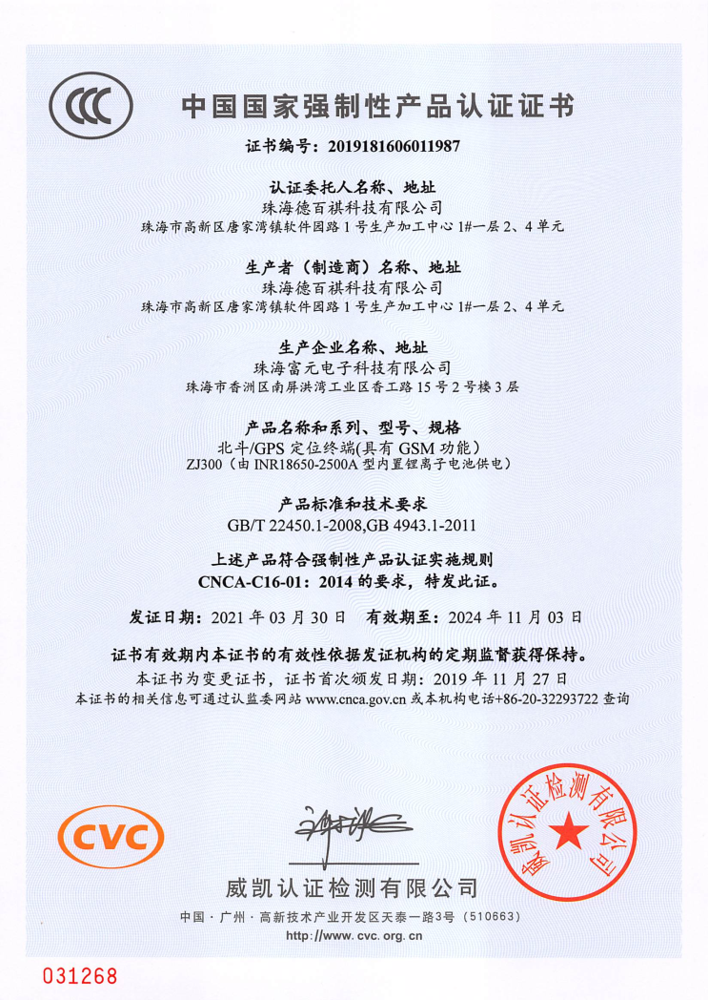 CCC
中国国家强制性产品认证证书
证书编号：2019181606011987
认证委托人名称、地址
珠海德百祺科技有限公司
珠海市高新区唐家湾镇软件园路 1 号生产加工中心 1#一层 2、4 单元
生产者（制造商）名称、地址
珠海德百祺科技有限公司
珠海市高新区唐家湾镇软件园路 1 号生产加工中心 1#一层 2、4 单元
生产企业名称、地址
珠海富元电子科技有限公司
珠海市香洲区南屏洪湾工业区香工路 15 号 2 号楼 3 层
产品名称和系列、型号、规格
北斗/GPS 定位终端(具有 GSM 功能）
ZJ300（由 INR18650-2500A 型内置锂离子电池供电）
产品标准和技术要求
GB/T 22450.1-2008,GB 4943.1-2011
上述产品符合强制性产品认证实施规则
CNCA-C16-01：2014 的要求，特发此证。
发证日期：2021 年 03 月 30 日 有效期至：2024 年 11 月 03 日
证书有效期内本证书的有效性依据发证机构的定期监督获得保持。
本证书为变更证书，证书首次颁发日期：2019 年 11 月 27 日
本证书的相关信息可通过认监委网站 www.cnca.gov.cn 或本机构电话+86-20-32293722 查询
CVC
威凯认证检测有限公司
威凯认证检测有限公司
中国·广州·高新技术产业开发区天泰一路3号（510663）
http://www.cvc.org.cn
031268